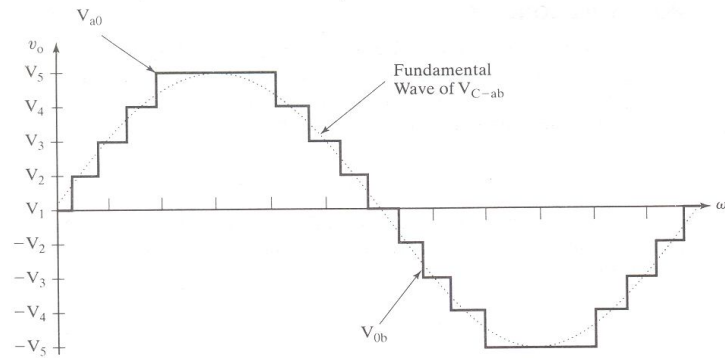 V_a0
v_o
V_5
Fundamental
Wave of V_C−ab
V_4
V_3
V_2
V_1
ω
−V_2
−V_3
−V_4
V_0b
−V_5